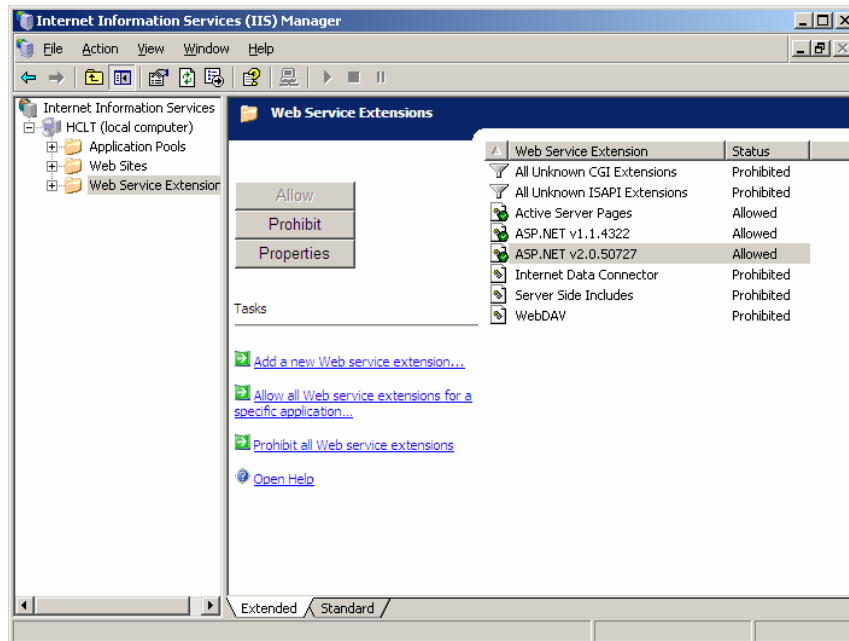 Internet Information Services (IIS) Manager
File Action View Window Help
Internet Information Services
HCLT (local computer)
Application Pools
Web Sites
Web Service Extension
Web Service Extensions
Allow
Prohibit
Properties
Tasks
Add a new Web service extension...
Allow all Web service extensions for a
specific application...
Prohibit all Web service extensions
Open Help
Web Service Extension Status
All Unknown CGI Extensions Prohibited
All Unknown ISAPI Extensions Prohibited
Active Server Pages Allowed
ASP.NET v1.1.4322 Allowed
ASP.NET v2.0.50727 Allowed
Internet Data Connector Prohibited
Server Side Includes Prohibited
WebDAV Prohibited
Extended Standard